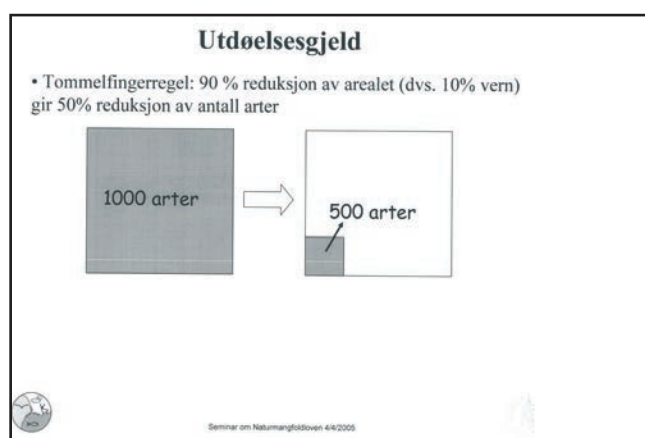 Utdøelsesgjeld
• Tommelfingerregel: 90 % reduksjon av arealet (dvs. 10% vern)
gir 50% reduksjon av antall arter
1000 arter
500 arter
Seminar om Naturmangfoldloven 4/4/2005